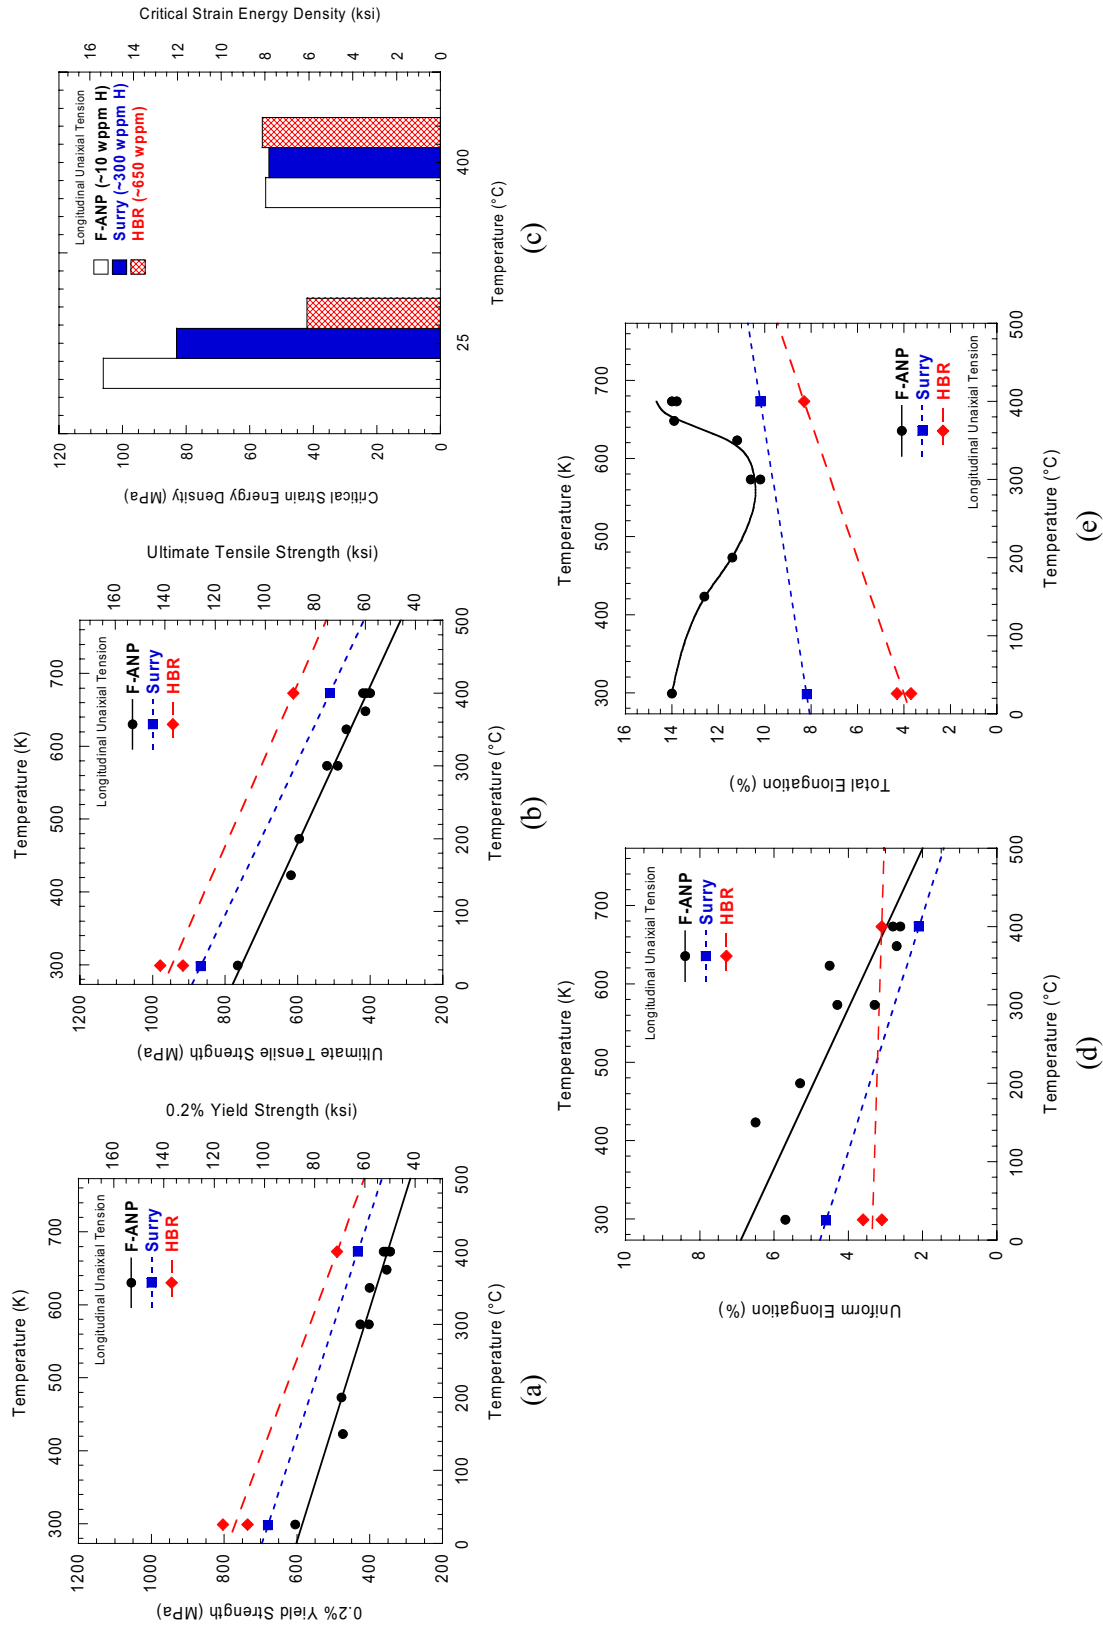 Temperature (K)
300
400
500
600
700
1200
1000
800
600
400
200
0.2% Yield Strength (MPa)
Longitudinal Unaixial Tension
F-ANP
Surry
HBR
160
140
120
100
80
60
40
0.2% Yield Strength (ksi)
0
100
200
300
400
500
Temperature (°C)
(a)
Temperature (K)
300
400
500
600
700
1200
1000
800
600
400
200
Ultimate Tensile Strength (MPa)
Longitudinal Unaixial Tension
F-ANP
Surry
HBR
160
140
120
100
80
60
40
Ultimate Tensile Strength (ksi)
0
100
200
300
400
500
Temperature (°C)
(b)
120
100
80
60
40
20
0
Critical Strain Energy Density (MPa)
Longitudinal Unaixial Tension
F-ANP (~10 wppm H)
Surry (~300 wppm H)
HBR (~650 wppm)
16
14
12
10
8
6
4
2
0
Critical Strain Energy Density (ksi)
25
400
Temperature (°C)
(c)
Temperature (K)
300
400
500
600
700
10
8
6
4
2
0
Uniform Elongation (%)
Longitudinal Unaixial Tension
F-ANP
Surry
HBR
0
100
200
300
400
500
Temperature (°C)
(d)
Temperature (K)
300
400
500
600
700
16
14
12
10
8
6
4
2
0
Total Elongation (%)
F-ANP
Surry
HBR
Longitudinal Unaixial Tension
0
100
200
300
400
500
Temperature (°C)
(e)